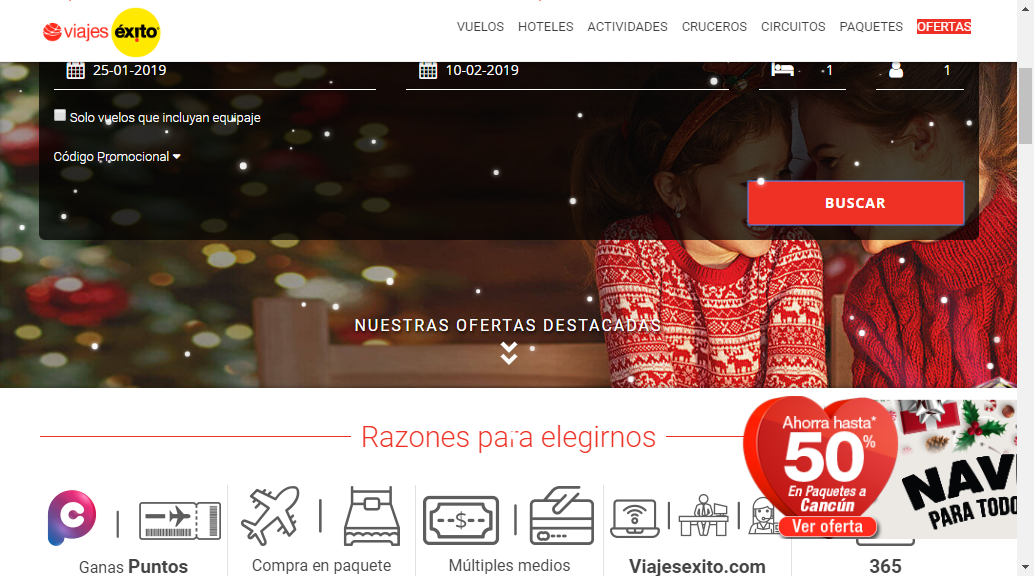 viajes éxito
VUELOS HOTELES ACTIVIDADES CRUCEROS CIRCUITOS PAQUETES OFERTAS
25-01-2019 10-02-2019 1 1
Solo vuelos que incluyan equipaje
Código Promocional
BUSCAR
NUESTRAS OFERTAS DESTACADAS
Razones para elegirnos
Ahorra hasta*
50%
En Paquetes a
Cancún
Ver oferta
NAV
PARA TODO
Ganas Puntos
Compra en paquete
Múltiples medios
Viajesexito.com
365